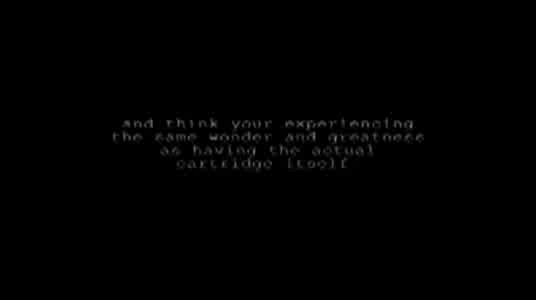 and think your experiencing
the same wonder and greatness
as having the actual
cartridge itself